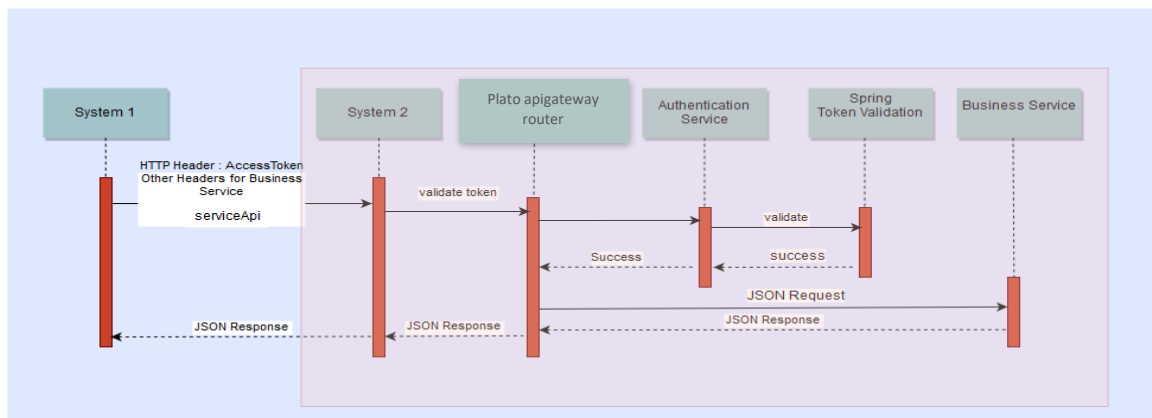 System 1
System 2
Plato apigateway
router
Authentication
Service
Spring
Token Validation
Business Service
HTTP Header : AccessToken
Other Headers for Business
Service
serviceApi
validate token
validate
Success
success
JSON Request
JSON Response
JSON Response
JSON Response